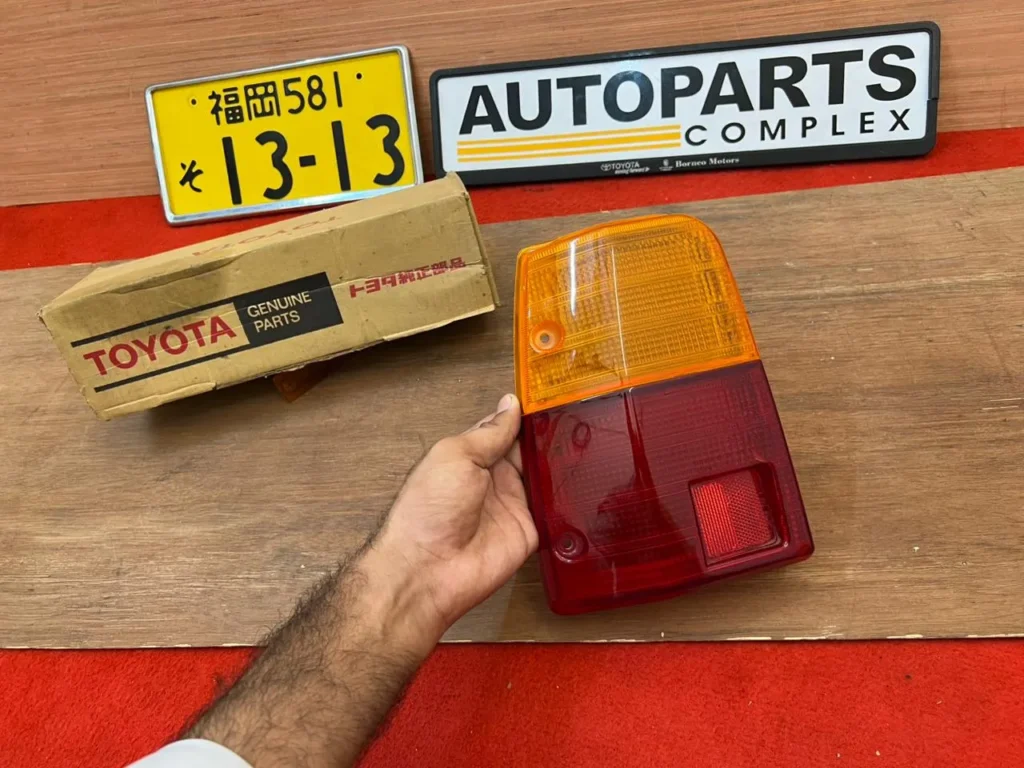 福岡581
そ 13-13
AUTOPARTS
COMPLEX
TOYOTA
Borneo Motors
TOYOTA
GENUINE
PARTS
トヨタ純正部品
TOYOTA